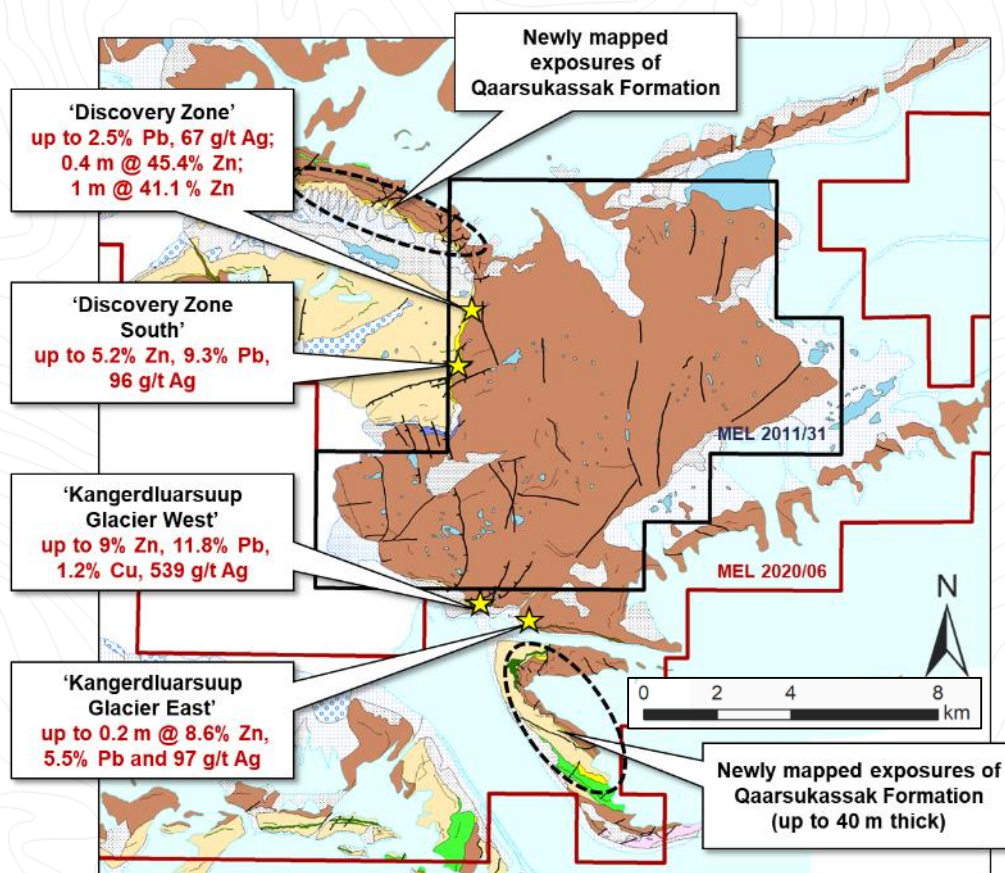 Newly mapped
exposures of
Qaarsukassak Formation
‘Discovery Zone’
up to 2.5% Pb, 67 g/t Ag;
0.4 m @ 45.4% Zn;
1 m @ 41.1 % Zn
‘Discovery Zone
South’
up to 5.2% Zn, 9.3% Pb,
96 g/t Ag
MEL 2011/31
‘Kangerdluarsuup
Glacier West’
up to 9% Zn, 11.8% Pb,
1.2% Cu, 539 g/t Ag
MEL 2020/06
N
‘Kangerdluarsuup
Glacier East’
up to 0.2 m @ 8.6% Zn,
5.5% Pb and 97 g/t Ag
0 2 4 8
km
Newly mapped exposures of
Qaarsukassak Formation
(up to 40 m thick)